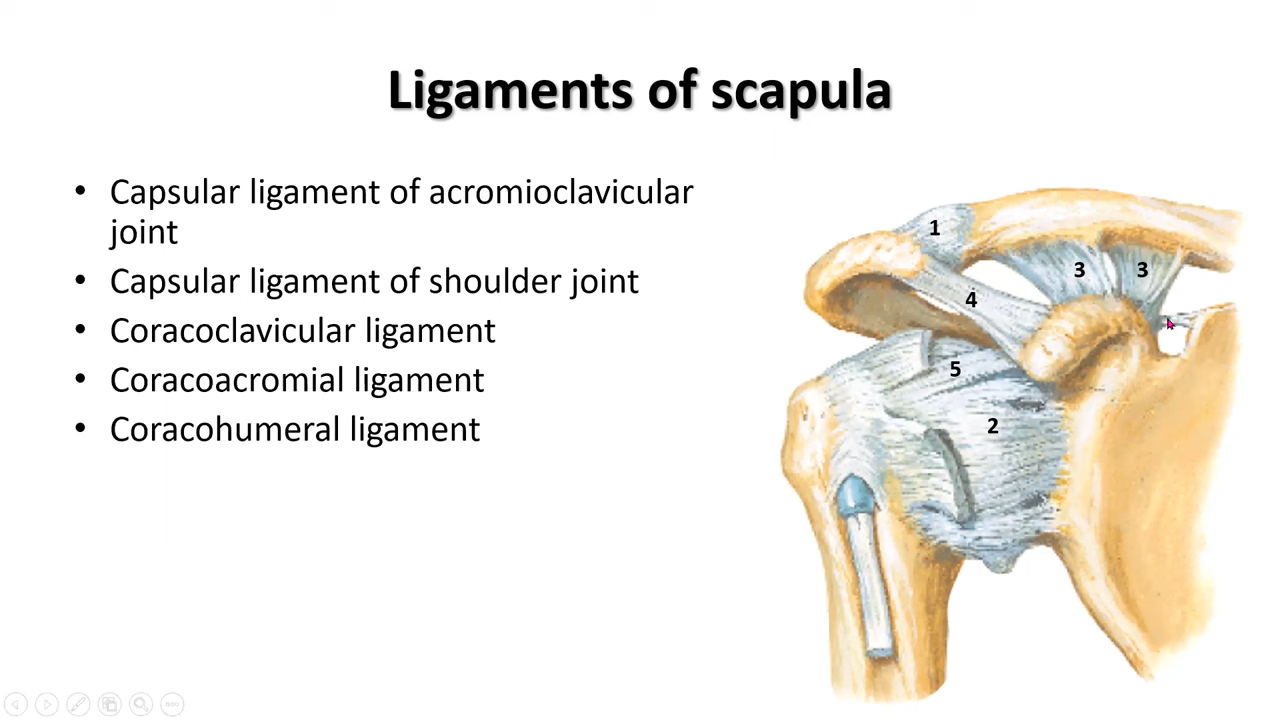 Ligaments of scapula
• Capsular ligament of acromioclavicular
joint
• Capsular ligament of shoulder joint
• Coracoclavicular ligament
• Coracoacromial ligament
• Coracohumeral ligament
1
3 3
4
5
2